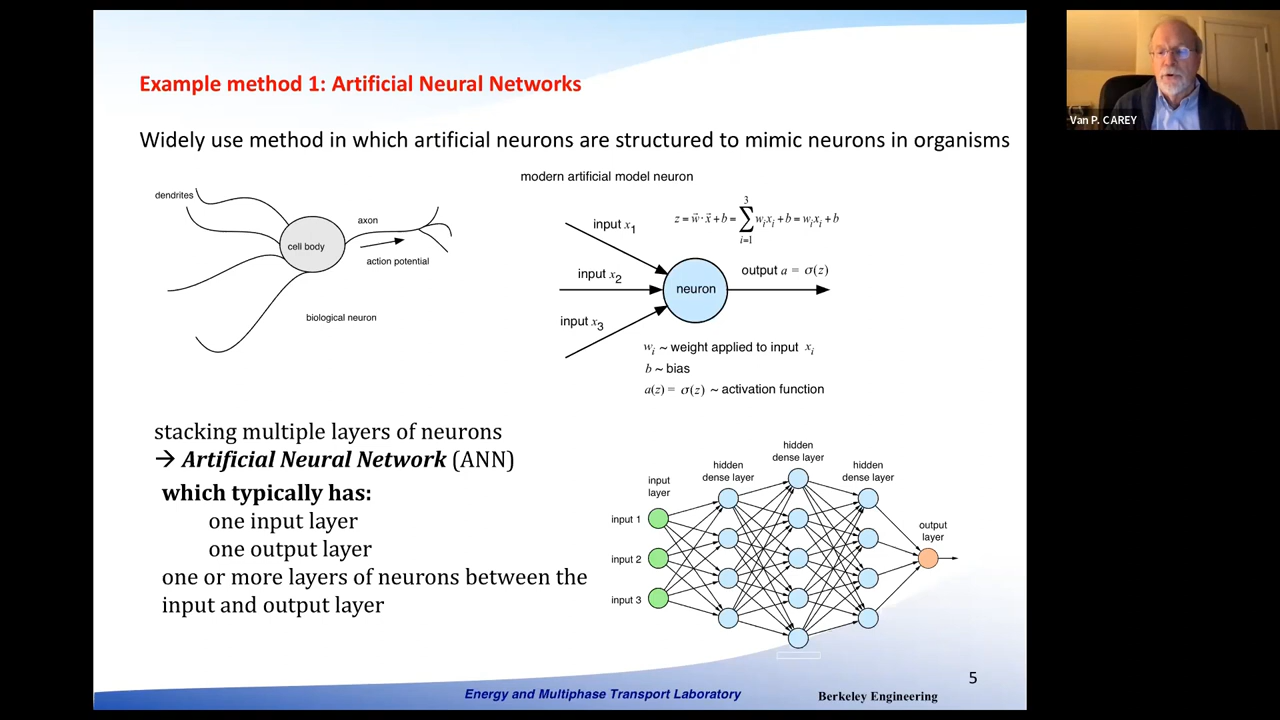 Example method 1: Artificial Neural Networks
Widely use method in which artificial neurons are structured to mimic neurons in organisms
dendrites
cell body
axon
action potential
biological neuron
modern artificial model neuron
z = w⃗ · x⃗ + b = ∑_{i=1}^{3} wᵢxᵢ + b = wᵢxᵢ + b
input x₁
input x₂
input x₃
neuron
output a = σ(z)
wᵢ ~ weight applied to input xᵢ
b ~ bias
a(z) = σ(z) ~ activation function
stacking multiple layers of neurons
→ Artificial Neural Network (ANN)
which typically has:
one input layer
one output layer
one or more layers of neurons between the
input and output layer
input
layer
hidden
dense layer
hidden
dense layer
hidden
dense layer
output
layer
input 1
input 2
input 3
5
Energy and Multiphase Transport Laboratory
Berkeley Engineering
Van P. CAREY